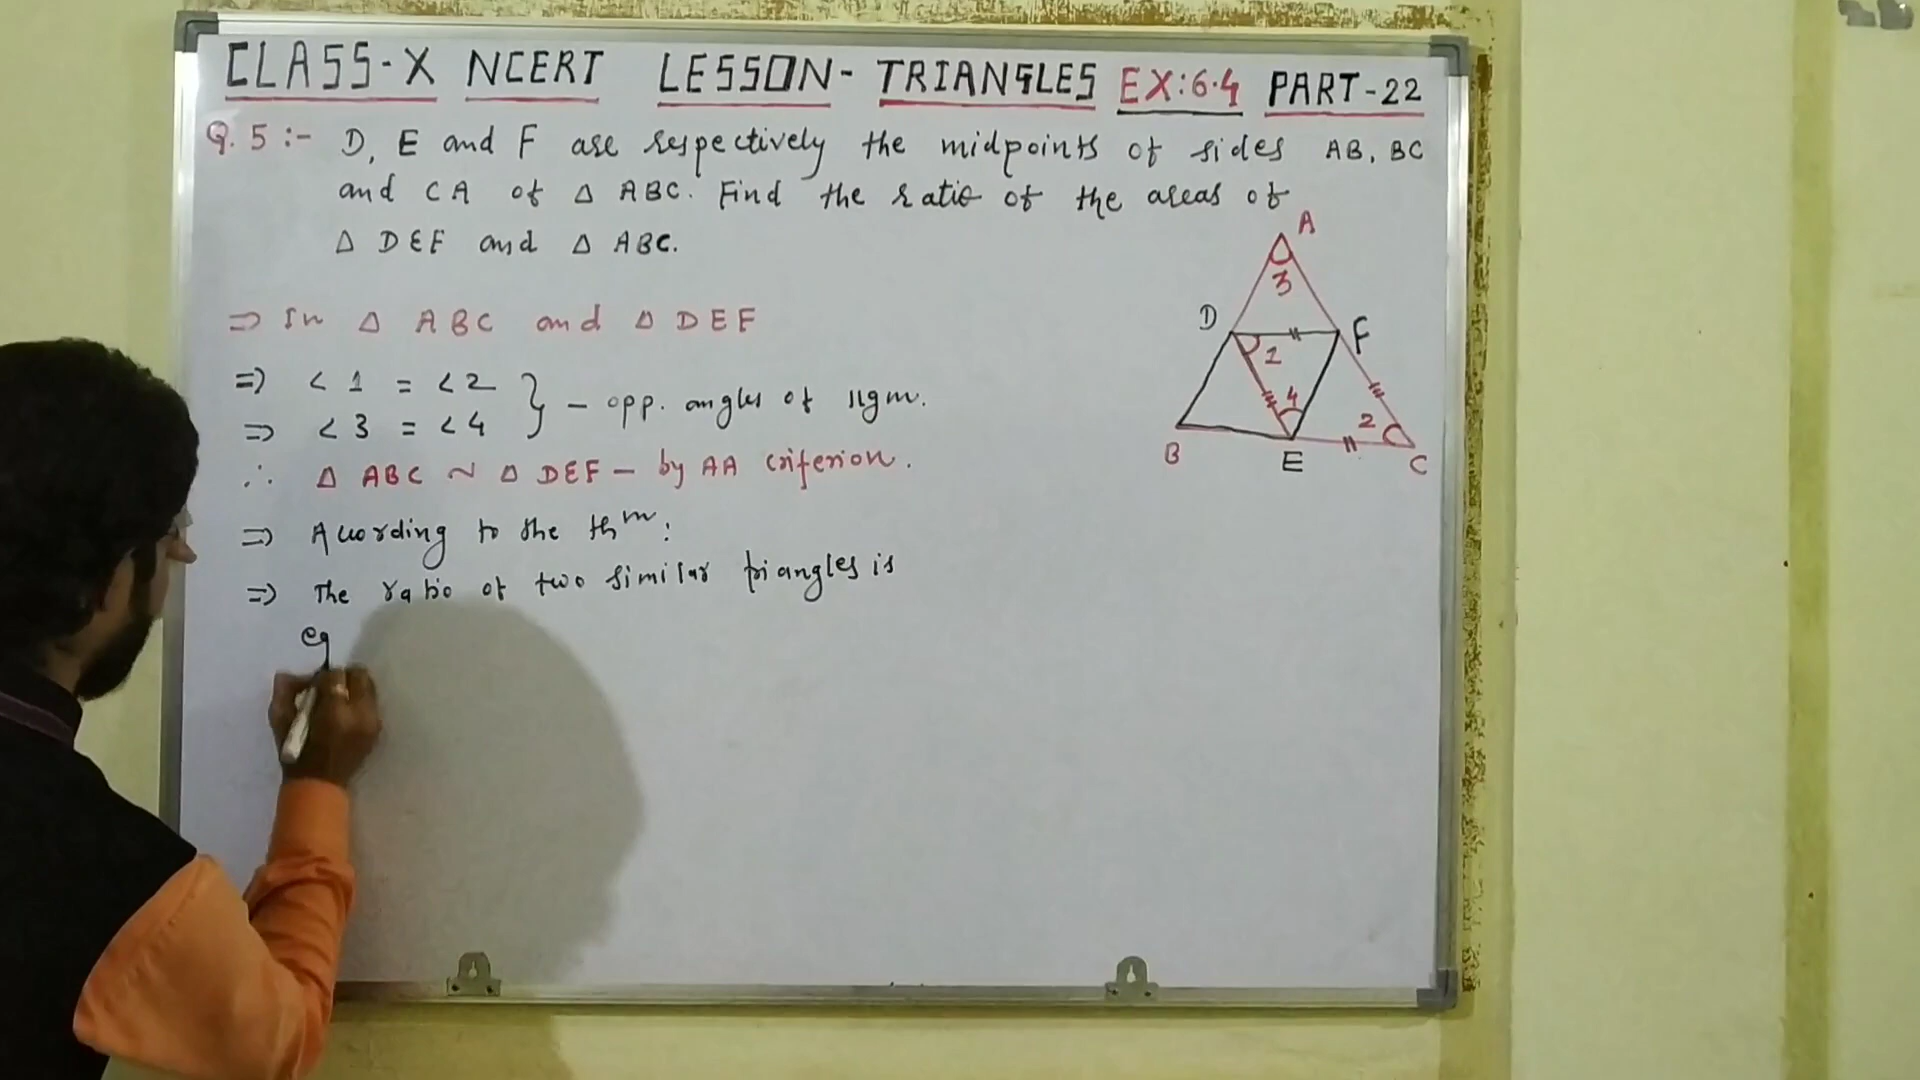 CLASS-X NCERT LESSON- TRIANGLES EX:6.4 PART-22
Q.5 :- D, E and F are respectively the midpoints of sides AB, BC
and CA of Δ ABC. Find the ratio of the areas of
Δ DEF and Δ ABC.
A
3
D
F
1
4
2
B
E
C
⇒ In Δ ABC and Δ DEF
⇒ < 1 = < 2
⇒ < 3 = < 4 } - opp. angles of llgm.
∴ Δ ABC ~ Δ DEF - by AA criterion.
⇒ According to the thm:
⇒ The ratio of two similar triangles is
eq